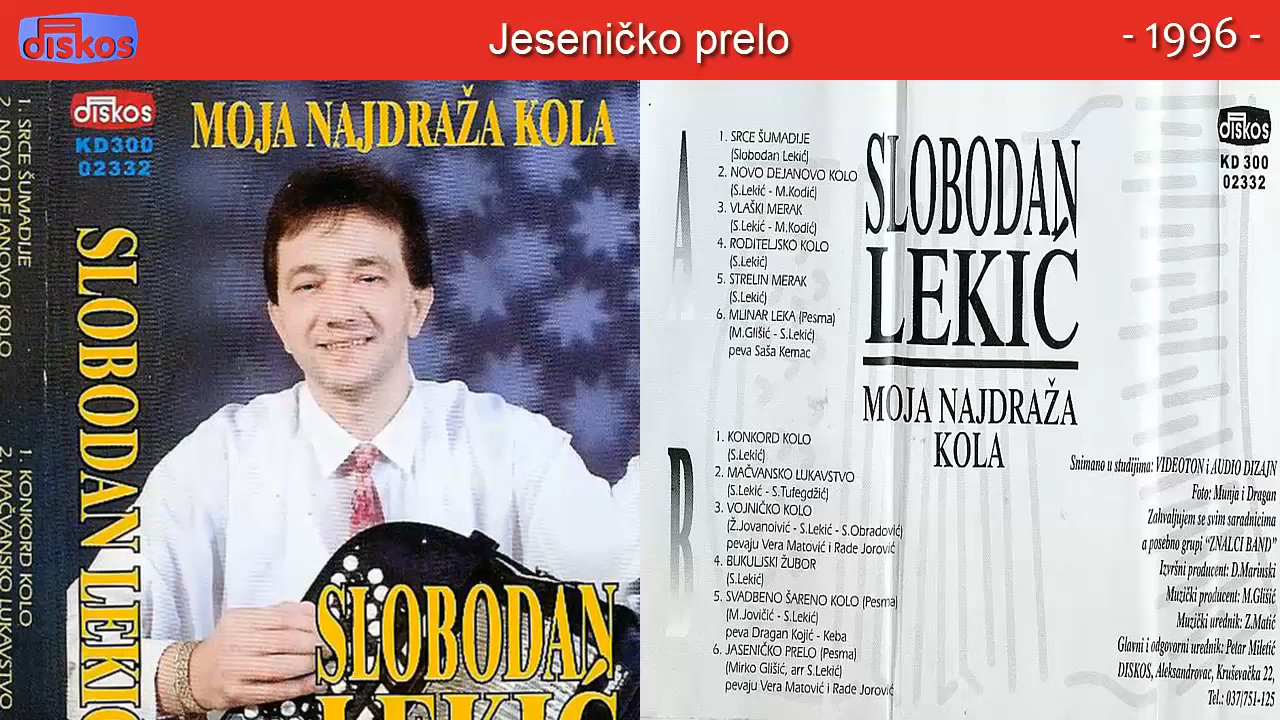 diskos
Jeseničko prelo
- 1996 -
1. SRCE ŠUMADIJE
2. NOVO DEJANOVO KOLO
1. KONKORD KOLO
2. MAČVANSKO LUKAVSTVO
SLOBODAN LEKIĆ
diskos
KD300
02332
MOJA NAJDRAŽA KOLA
SLOBODAN
LEKIĆ
A
1. SRCE ŠUMADIJE
(Slobodan Lekić)
2. NOVO DEJANOVO KOLO
(S.Lekić - M.Kodić)
3. VLAŠKI MERAK
(S.Lekić - M.Kodić)
4. RODITELJSKO KOLO
(S.Lekić)
5. STRELIN MERAK
(S.Lekić)
6. MLINAR LEKA (Pesma)
(M.Glišić - S.Lekić)
peva Saša Kemac
B
1. KONKORD KOLO
(S.Lekić)
2. MAČVANSKO LUKAVSTVO
(S.Lekić - S.Tufegdžić)
3. VOJNIČKO KOLO
(Ž.Jovanoivić - S.Lekić - S.Obradović)
pevaju Vera Matović i Rade Jorović
4. BUKULJSKI ŽUBOR
(S.Lekić)
5. SVADBENO ŠARENO KOLO (Pesma)
(M.Jovičić - S.Lekić)
peva Dragan Kojić - Keba
6. JASENIČKO PRELO (Pesma)
(Mirko Glišić, arr S.Lekić)
pevaju Vera Matović i Rade Jorović
SLOBODAN
LEKIĆ
MOJA NAJDRAŽA
KOLA
diskos
KD 300
02332
Snimano u studijima: VIDEOTON i AUDIO DIZAJN
Foto: Munja i Dragan
Zahvaljujem se svim saradnicima
a posebno grupi "ZNALCI BAND"
Izvršni producent: D.Marinski
Muzički producent: M.Glišić
Muzički urednik: Z.Matić
Glavni i odgovorni urednik: Petar Miletić
DISKOS, Aleksandrovac, 29. novembra 22,
Tel.: 037/751-125